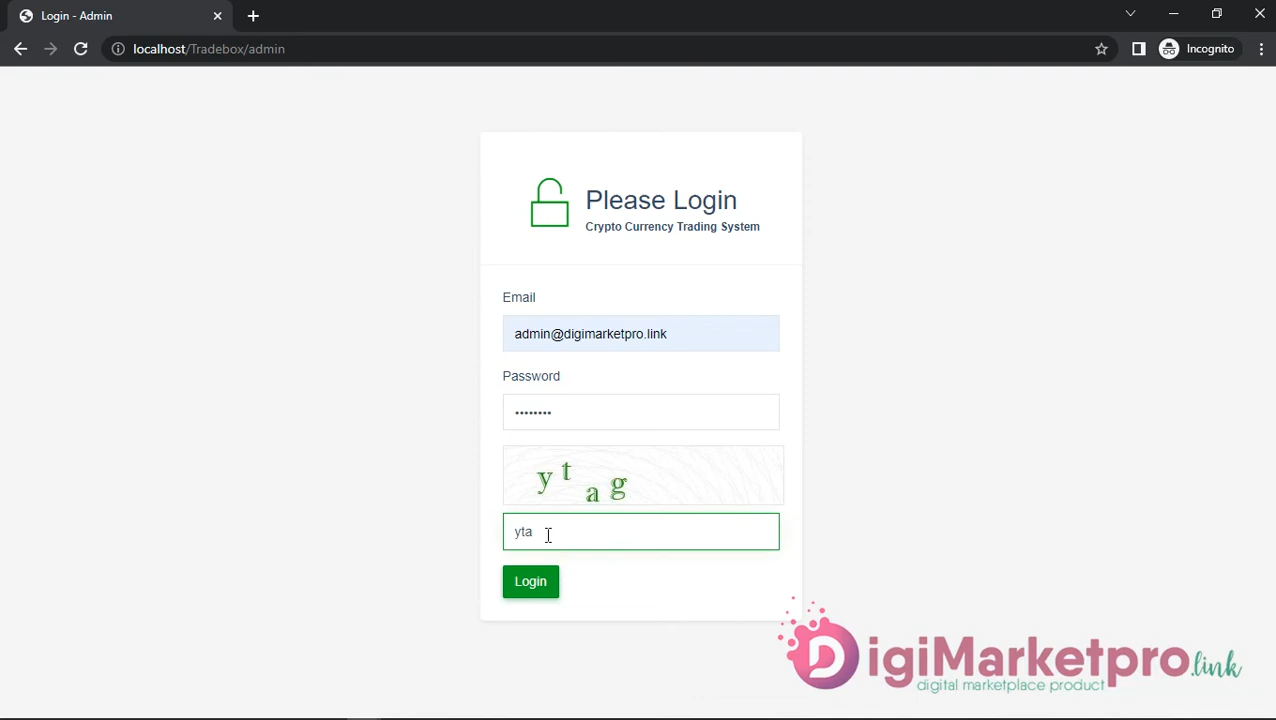 Login - Admin
localhost/Tradebox/admin
Incognito
Please Login
Crypto Currency Trading System
Email
admin@digimarketpro.link
Password
••••••••
ytag
yta
Login
DigiMarketpro.link
digital marketplace product